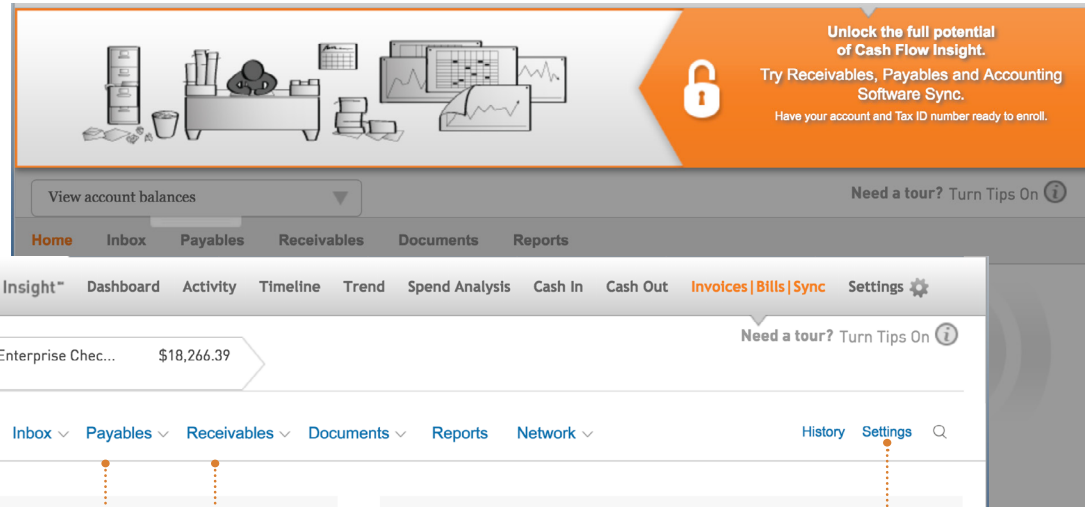 Unlock the full potential
of Cash Flow Insight.
Try Receivables, Payables and Accounting
Software Sync.
Have your account and Tax ID number ready to enroll.
View account balances
Need a tour? Turn Tips On
Home Inbox Payables Receivables Documents Reports
Insight℠ Dashboard Activity Timeline Trend Spend Analysis Cash In Cash Out Invoices|Bills|Sync Settings
Need a tour? Turn Tips On
Enterprise Chec... $18,266.39
Inbox Payables Receivables Documents Reports Network History Settings